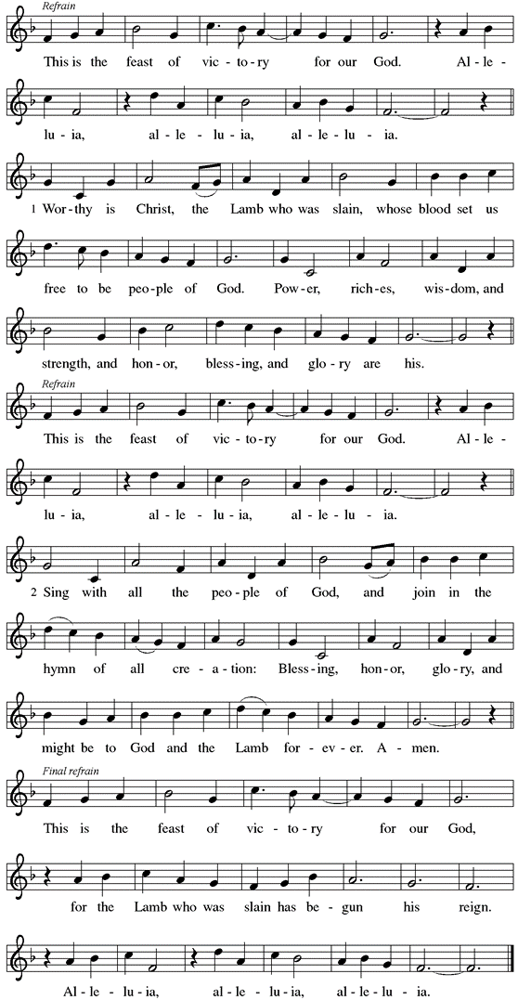 Refrain
This is the feast of vic - to - ry for our God. Al - le -
lu - ia, al - le - lu - ia, al - le - lu - ia.
1 Wor - thy is Christ, the Lamb who was slain, whose blood set us
free to be peo - ple of God. Pow - er, rich - es, wis - dom, and
strength, and hon - or, bless - ing, and glo - ry are his.
Refrain
This is the feast of vic - to - ry for our God. Al - le -
lu - ia, al - le - lu - ia, al - le - lu - ia.
2 Sing with all the peo - ple of God, and join in the
hymn of all cre - a - tion: Bless - ing, hon - or, glo - ry, and
might be to God and the Lamb for - ev - er. A - men.
Final refrain
This is the feast of vic - to - ry for our God,
for the Lamb who was slain has be - gun his reign.
Al - le - lu - ia, al - le - lu - ia, al - le - lu - ia.